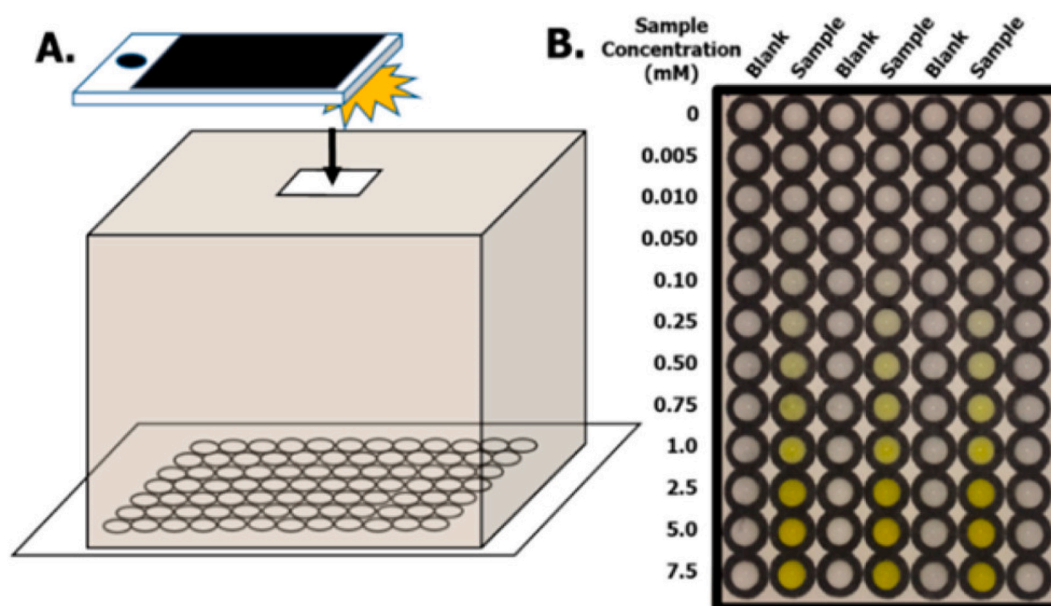 A.
B.
Sample
Concentration
(mM)
Blank
Sample
Blank
Sample
Blank
Sample
0
0.005
0.010
0.050
0.10
0.25
0.50
0.75
1.0
2.5
5.0
7.5